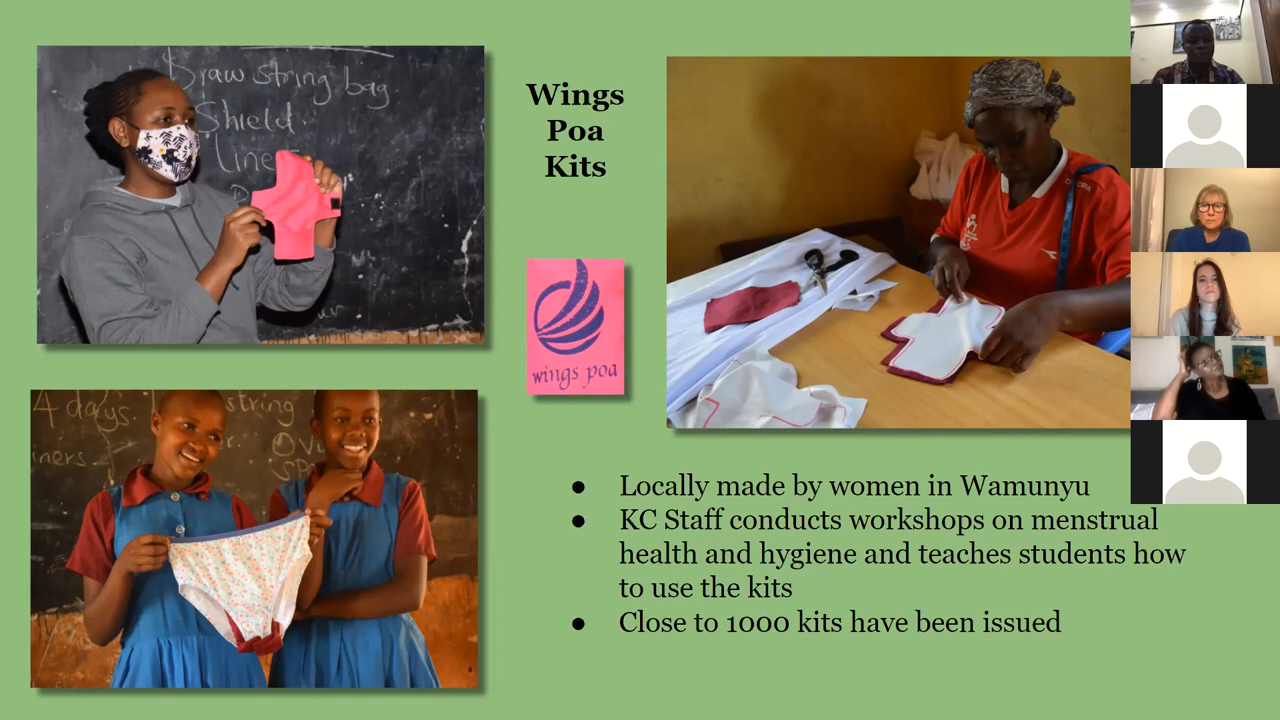 Draw string bag
Shield
Line
Wings
Poa
Kits
wings poa
4 days.
string
iners
● Locally made by women in Wamunyu
● KC Staff conducts workshops on menstrual
health and hygiene and teaches students how
to use the kits
● Close to 1000 kits have been issued